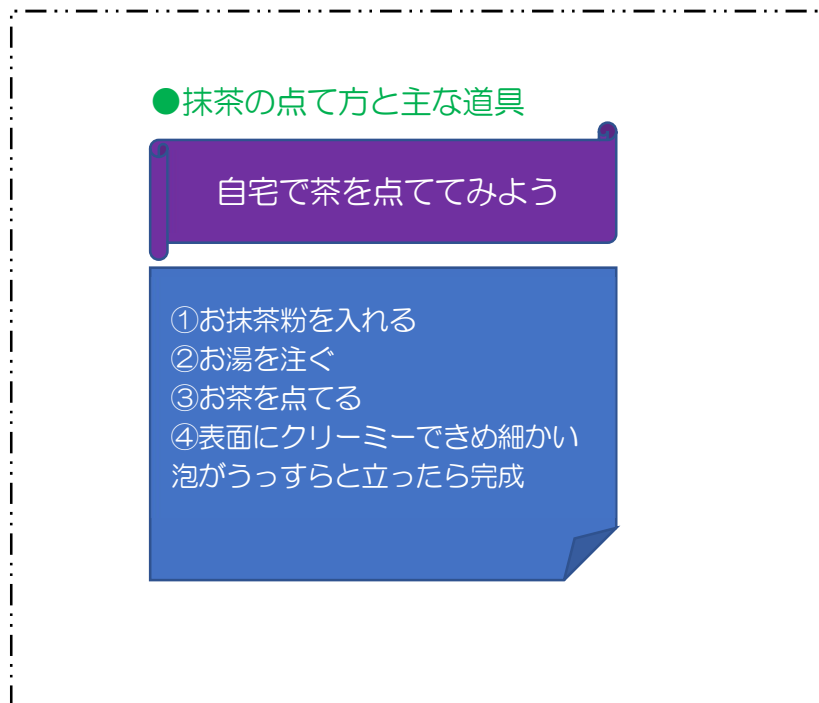 ●抹茶の点て方と主な道具
自宅で茶を点ててみよう
①お抹茶粉を入れる
②お湯を注ぐ
③お茶を点てる
④表面にクリーミーできめ細かい
泡がうっすらと立ったら完成